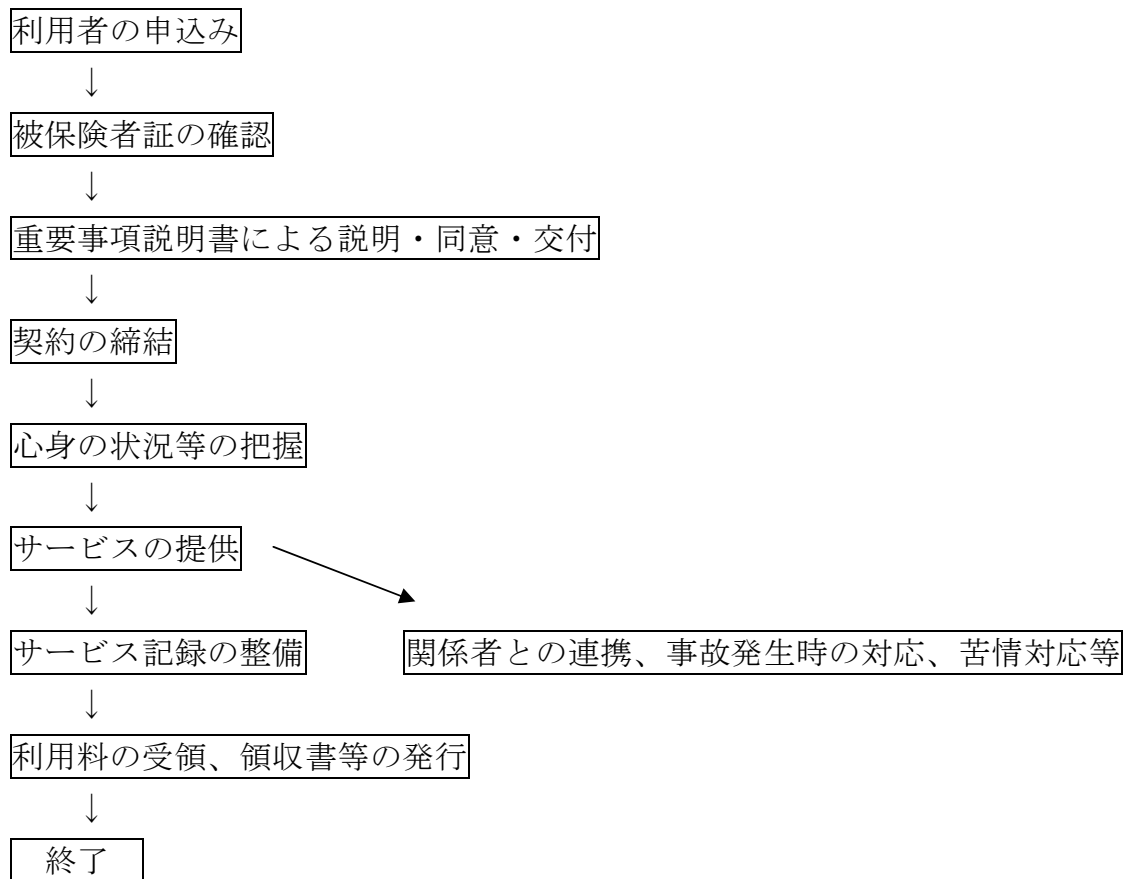 利用者の申込み
↓
被保険者証の確認
↓
重要事項説明書による説明・同意・交付
↓
契約の締結
↓
心身の状況等の把握
↓
サービスの提供
↓
サービス記録の整備
関係者との連携、事故発生時の対応、苦情対応等
↓
利用料の受領、領収書等の発行
↓
終了